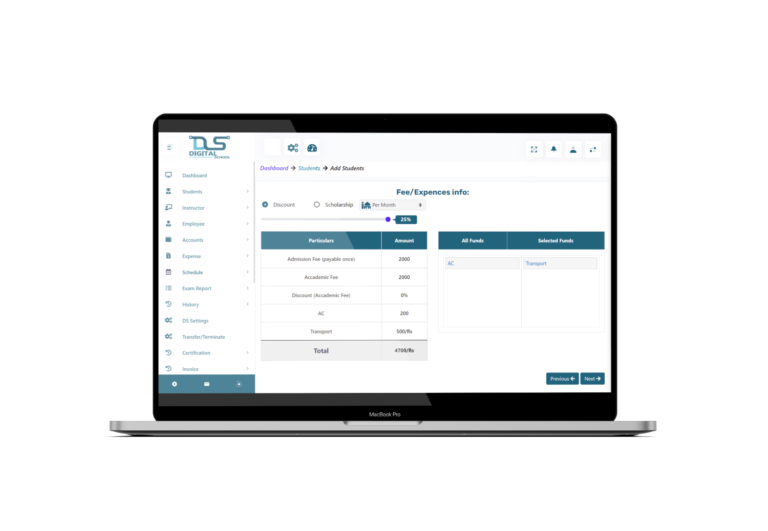 DS
DIGITAL
SCHOOL
Dashboard
Students
Instructor
Employee
Accounts
Expense
Schedule
Exam Report
History
DS Settings
Transfer/Terminate
Certification
Invoice
Dashboard → Students → Add Students
Fee/Expences info:
Discount Scholarship Per Month
25%
Particulars Amount
Admission Fee (payable once) 2000
Accademic Fee 2000
Discount (Accademic Fee) 0%
AC 200
Transport 500/Rs
Total 4700/Rs
All Funds Selected Funds
AC Transport
Previous ← Next →
MacBook Pro